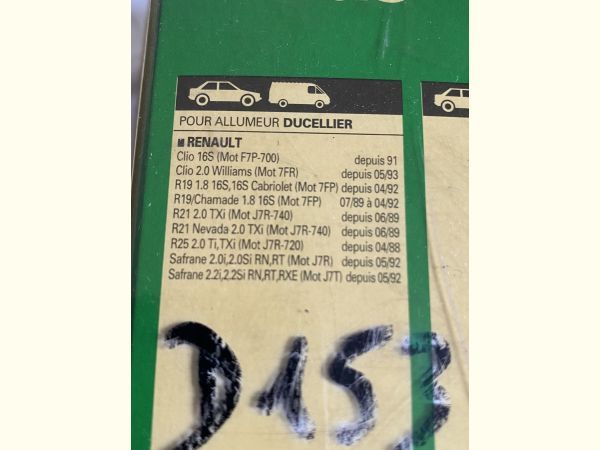 POUR ALLUMEUR DUCELLIER
RENAULT
Clio 16S (Mot F7P-700) depuis 91
Clio 2.0 Williams (Mot 7FR) depuis 05/93
R19 1.8 16S,16S Cabriolet (Mot 7FP) depuis 04/92
R19/Chamade 1.8 16S (Mot 7FP) 07/89 à 04/92
R21 2.0 TXi (Mot J7R-740) depuis 06/89
R21 Nevada 2.0 TXi (Mot J7R-740) depuis 06/89
R25 2.0 Ti,TXi (Mot J7R-720) depuis 04/88
Safrane 2.0i,2.0Si RN,RT (Mot J7R) depuis 05/92
Safrane 2.2i,2.2Si RN,RT,RXE (Mot J7T) depuis 05/92
D153